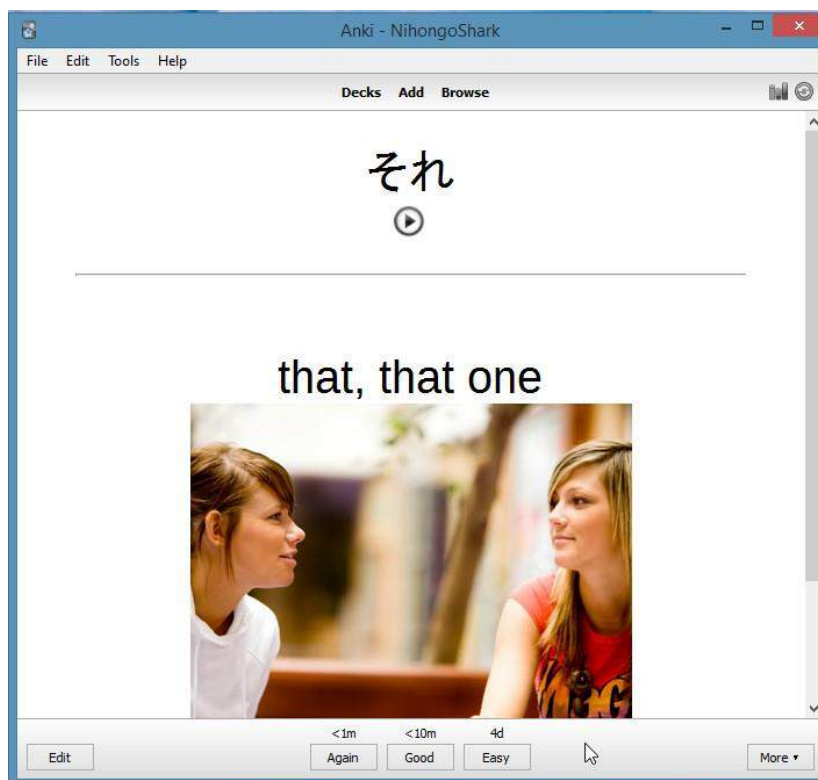 Anki - NihongoShark
File Edit Tools Help
Decks Add Browse
それ
that, that one
<1m <10m 4d
Edit Again Good Easy More ▾